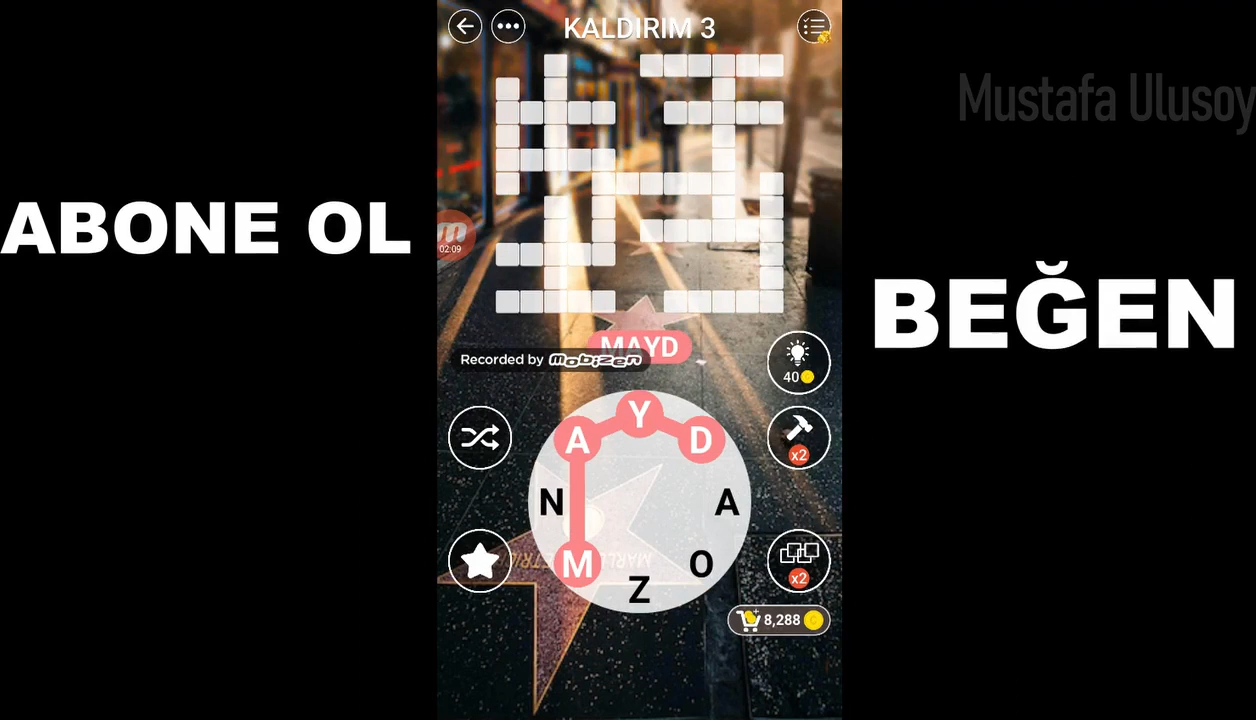 KALDIRIM 3
Mustafa Ulusoy
ABONE OL
02:09
BEĞEN
MAYD
Recorded by mobizen
40
Y
A
D
x2
N
A
M
O
Z
x2
8,288